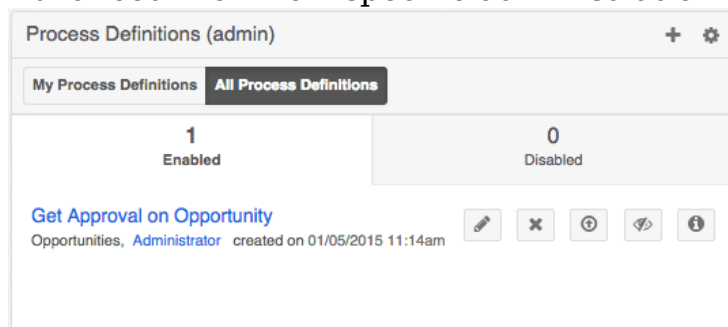 Process Definitions (admin)
My Process Definitions All Process Definitions
1 0
Enabled Disabled
Get Approval on Opportunity
Opportunities, Administrator created on 01/05/2015 11:14am